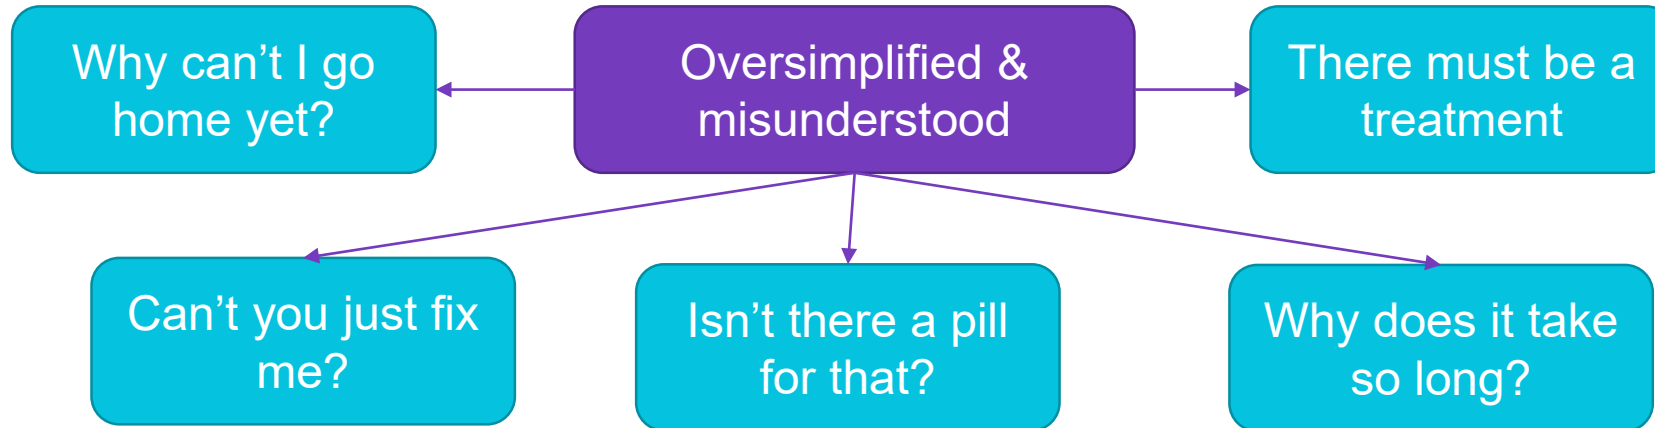 Why can’t I go
home yet?
Oversimplified &
misunderstood
There must be a
treatment
Can’t you just fix
me?
Isn’t there a pill
for that?
Why does it take
so long?